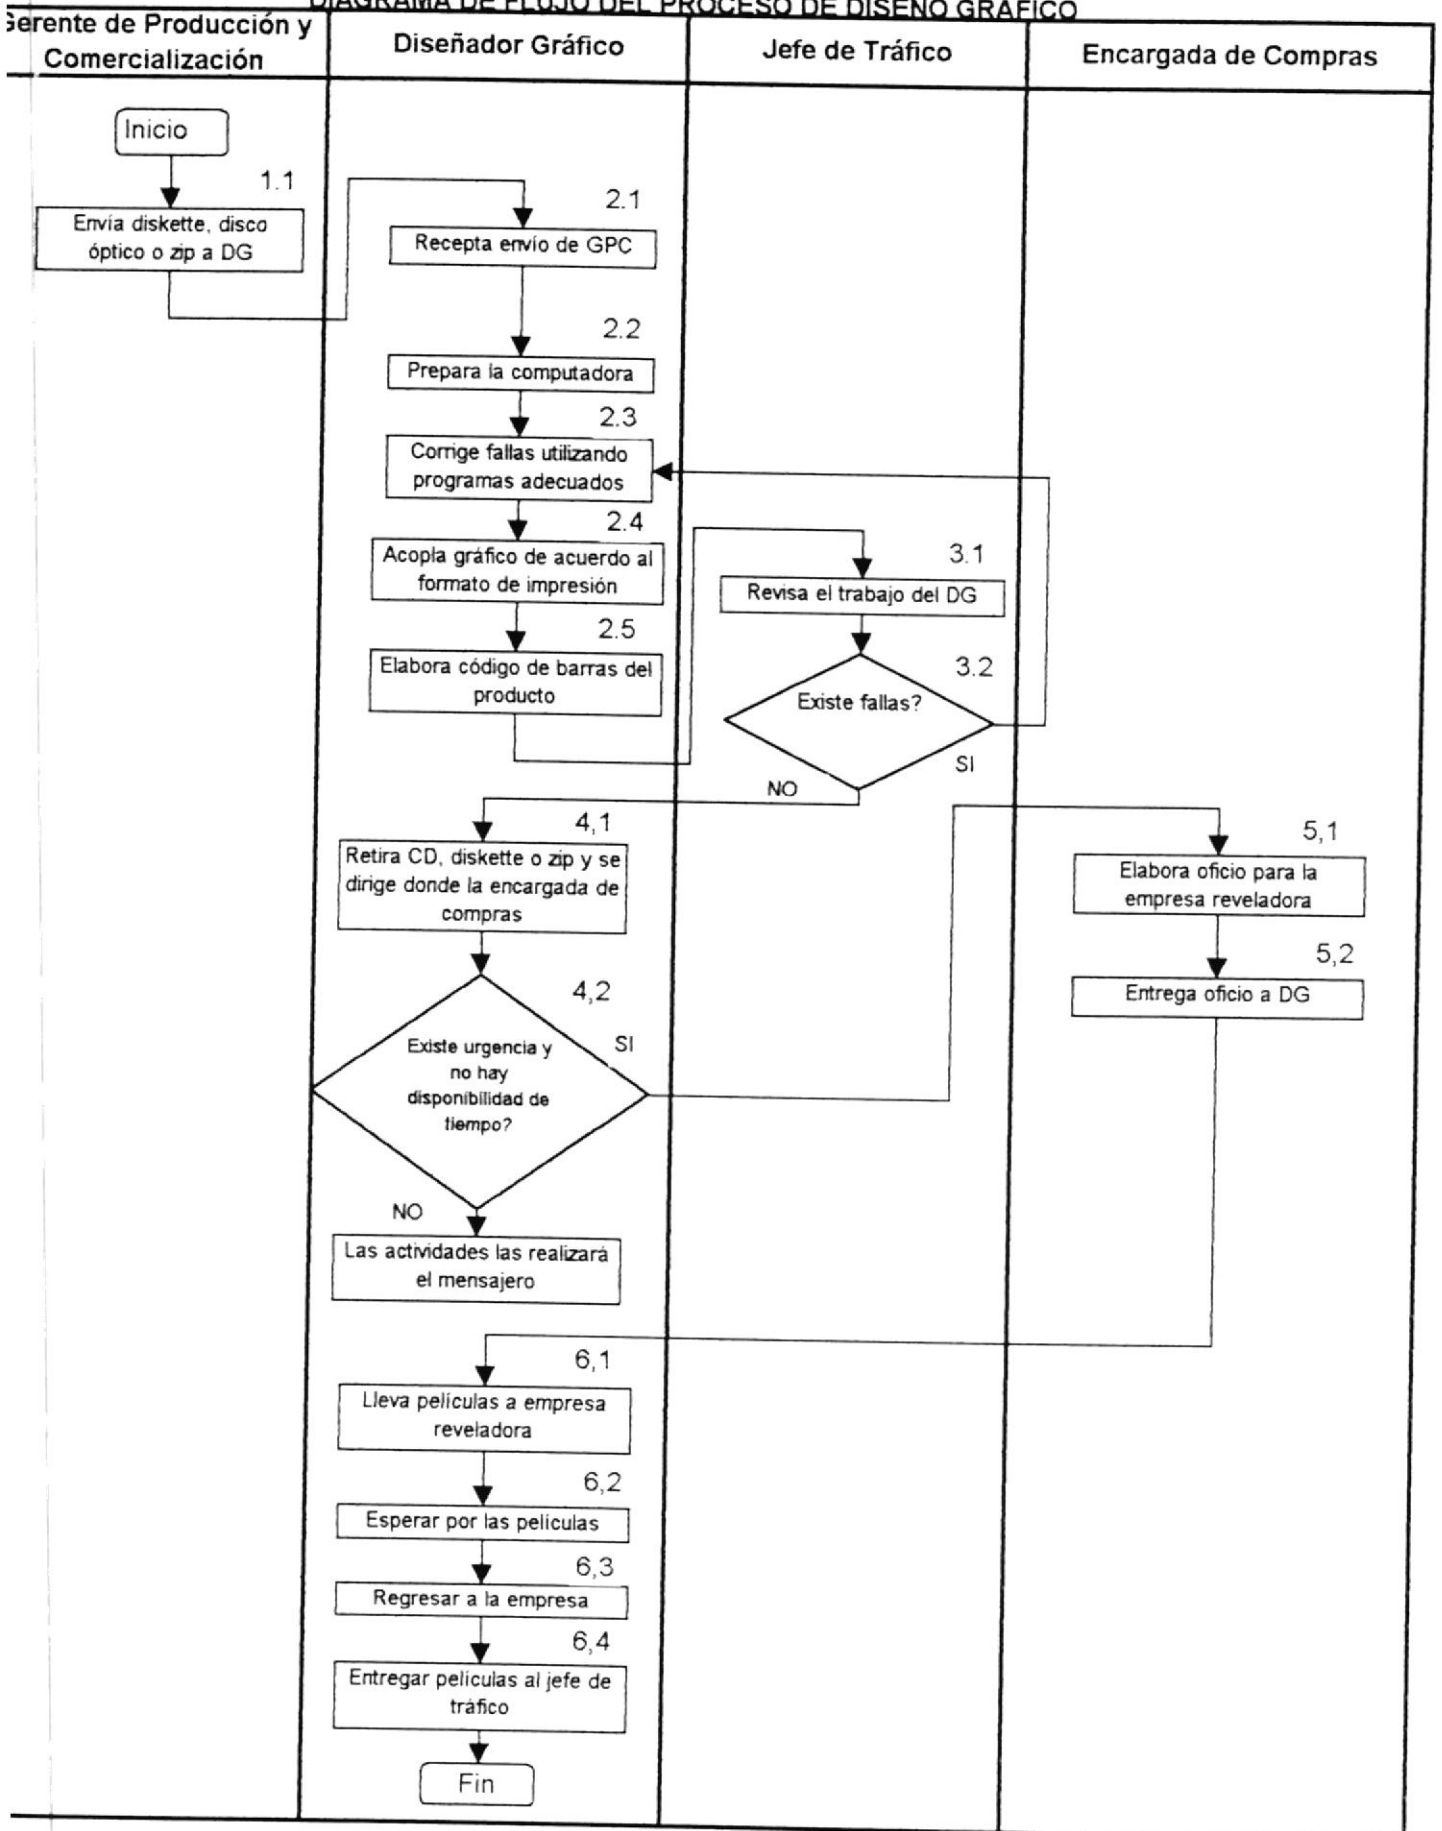 DIAGRAMA DE FLUJO DEL PROCESO DE DISEÑO GRÁFICO
Gerente de Producción y
Comercialización
Diseñador Gráfico
Jefe de Tráfico
Encargada de Compras
Inicio
1.1
Envía diskette, disco
óptico o zip a DG
2.1
Recepta envío de GPC
2.2
Prepara la computadora
2.3
Corrige fallas utilizando
programas adecuados
2.4
Acopla gráfico de acuerdo al
formato de impresión
2.5
Elabora código de barras del
producto
3.1
Revisa el trabajo del DG
3.2
Existe fallas?
SI
NO
4,1
Retira CD, diskette o zip y se
dirige donde la encargada de
compras
4,2
Existe urgencia y
no hay
disponibilidad de
tiempo?
SI
NO
Las actividades las realizará
el mensajero
5,1
Elabora oficio para la
empresa reveladora
5,2
Entrega oficio a DG
6,1
Lleva películas a empresa
reveladora
6,2
Esperar por las películas
6,3
Regresar a la empresa
6,4
Entregar películas al jefe de
tráfico
Fin